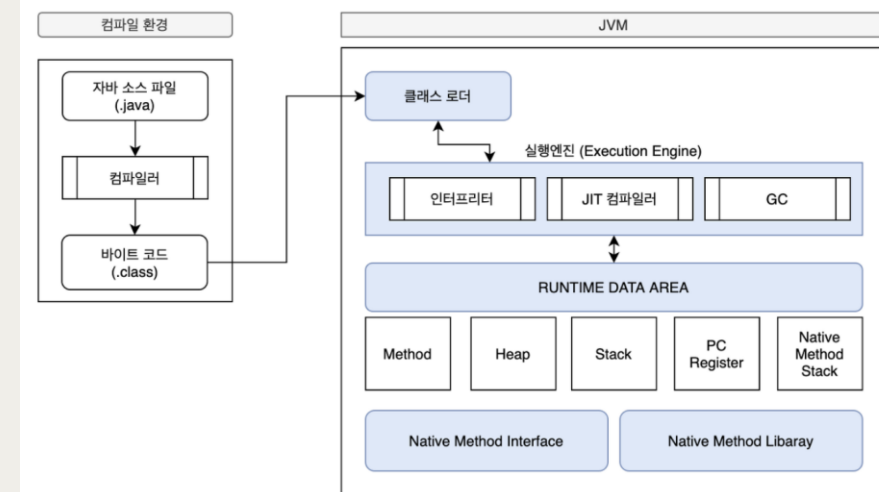 컴파일 환경
JVM
자바 소스 파일
(.java)
컴파일러
바이트 코드
(.class)
클래스 로더
실행엔진 (Execution Engine)
인터프리터
JIT 컴파일러
GC
RUNTIME DATA AREA
Method
Heap
Stack
PC
Register
Native
Method
Stack
Native Method Interface
Native Method Libaray